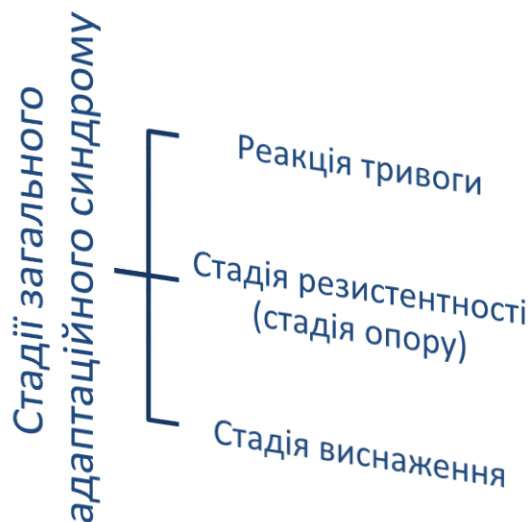 Стадії загального
адаптаційного синдрому
Реакція тривоги
Стадія резистентності
(стадія опору)
Стадія виснаження